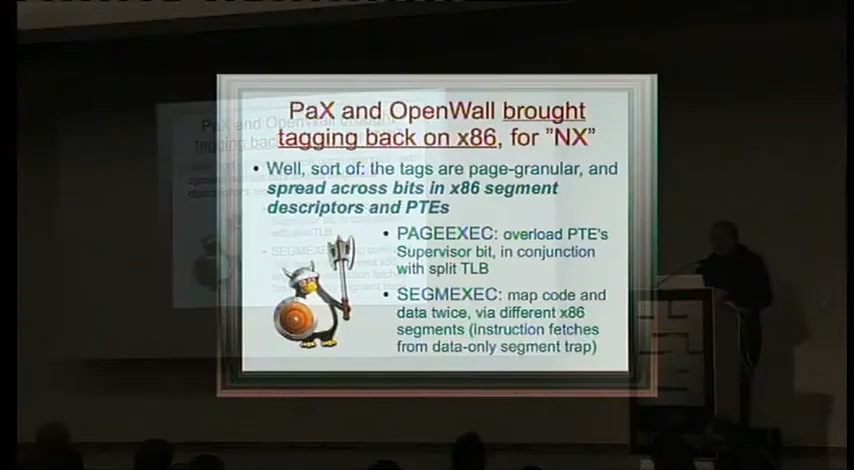 PaX and OpenWall brought
tagging back on x86, for ”NX”
• Well, sort of: the tags are page-granular, and
spread across bits in x86 segment
descriptors and PTEs
• PAGEEXEC: overload PTE's
Supervisor bit, in conjunction
with split TLB
• SEGMEXEC: map code and
data twice, via different x86
segments (instruction fetches
from data-only segment trap)